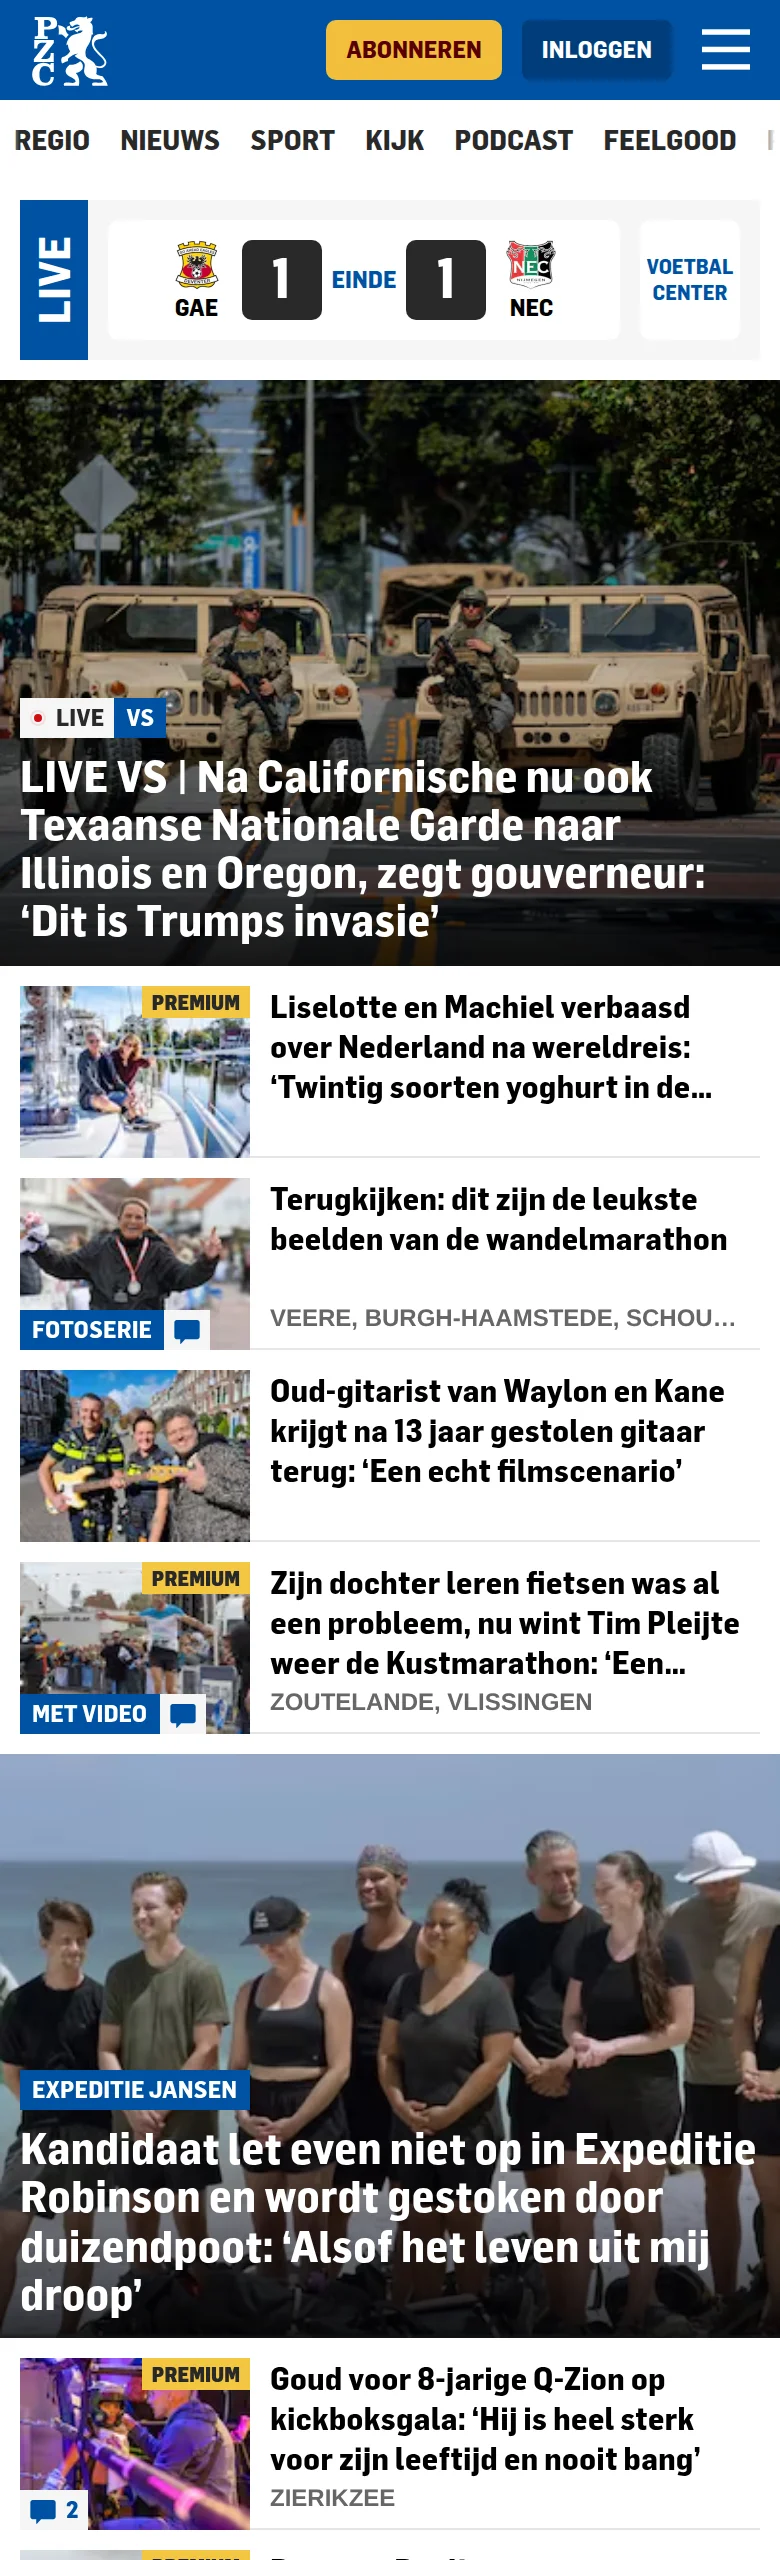 PZC
ABONNEREN
INLOGGEN
REGIO NIEUWS SPORT KIJK PODCAST FEELGOOD
LIVE
GAE
1
EINDE
1
NEC
NEC
VOETBAL
CENTER
LIVE VS
LIVE VS | Na Californische nu ook
Texaanse Nationale Garde naar
Illinois en Oregon, zegt gouverneur:
‘Dit is Trumps invasie’
PREMIUM
Liselotte en Machiel verbaasd
over Nederland na wereldreis:
‘Twintig soorten yoghurt in de...
Terugkijken: dit zijn de leukste
beelden van de wandelmarathon
FOTOSERIE
VEERE, BURGH-HAAMSTEDE, SCHOU...
Oud-gitarist van Waylon en Kane
krijgt na 13 jaar gestolen gitaar
terug: ‘Een echt filmscenario’
PREMIUM
Zijn dochter leren fietsen was al
een probleem, nu wint Tim Pleijte
weer de Kustmarathon: ‘Een...
MET VIDEO
ZOUTELANDE, VLISSINGEN
EXPEDITIE JANSEN
Kandidaat let even niet op in Expeditie
Robinson en wordt gestoken door
duizendpoot: ‘Alsof het leven uit mij
droop’
PREMIUM
Goud voor 8-jarige Q-Zion op
kickboksgala: ‘Hij is heel sterk
voor zijn leeftijd en nooit bang’
2
ZIERIKZEE
PREMIUM